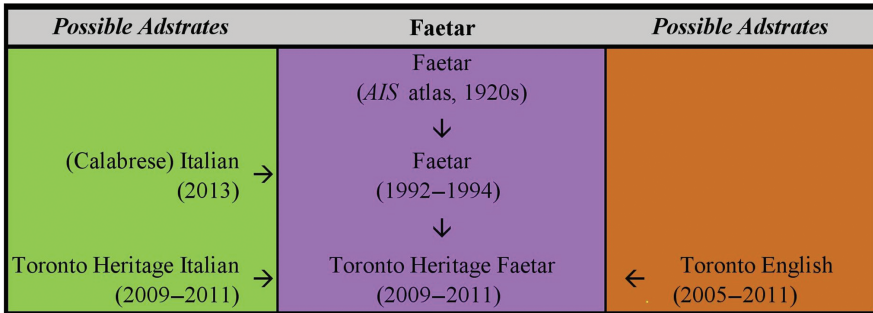 Possible Adstrates Faetar Possible Adstrates
Faetar
(AIS atlas, 1920s)
↓
(Calabrese) Italian → Faetar
(2013) (1992–1994)
↓
Toronto Heritage Italian → Toronto Heritage Faetar ← Toronto English
(2009–2011) (2009–2011) (2005–2011)